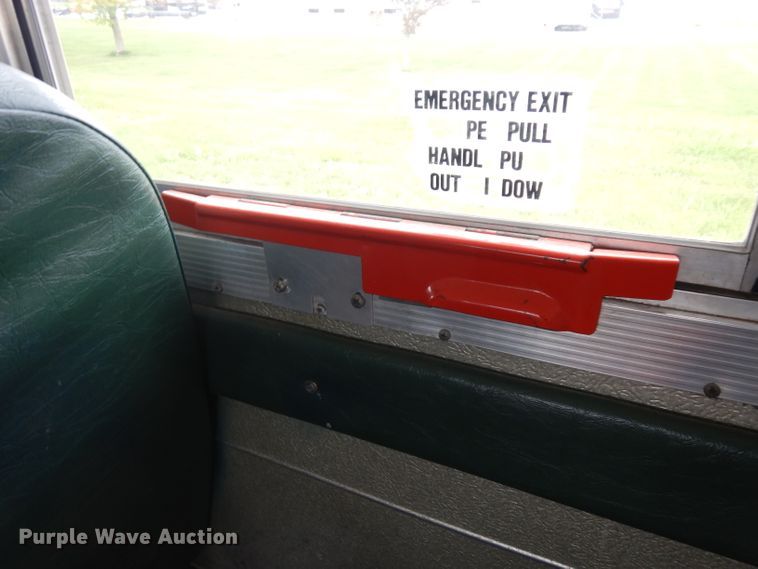 EMERGENCY EXIT
PE PULL
HANDL PU
OUT I DOW
Purple Wave Auction